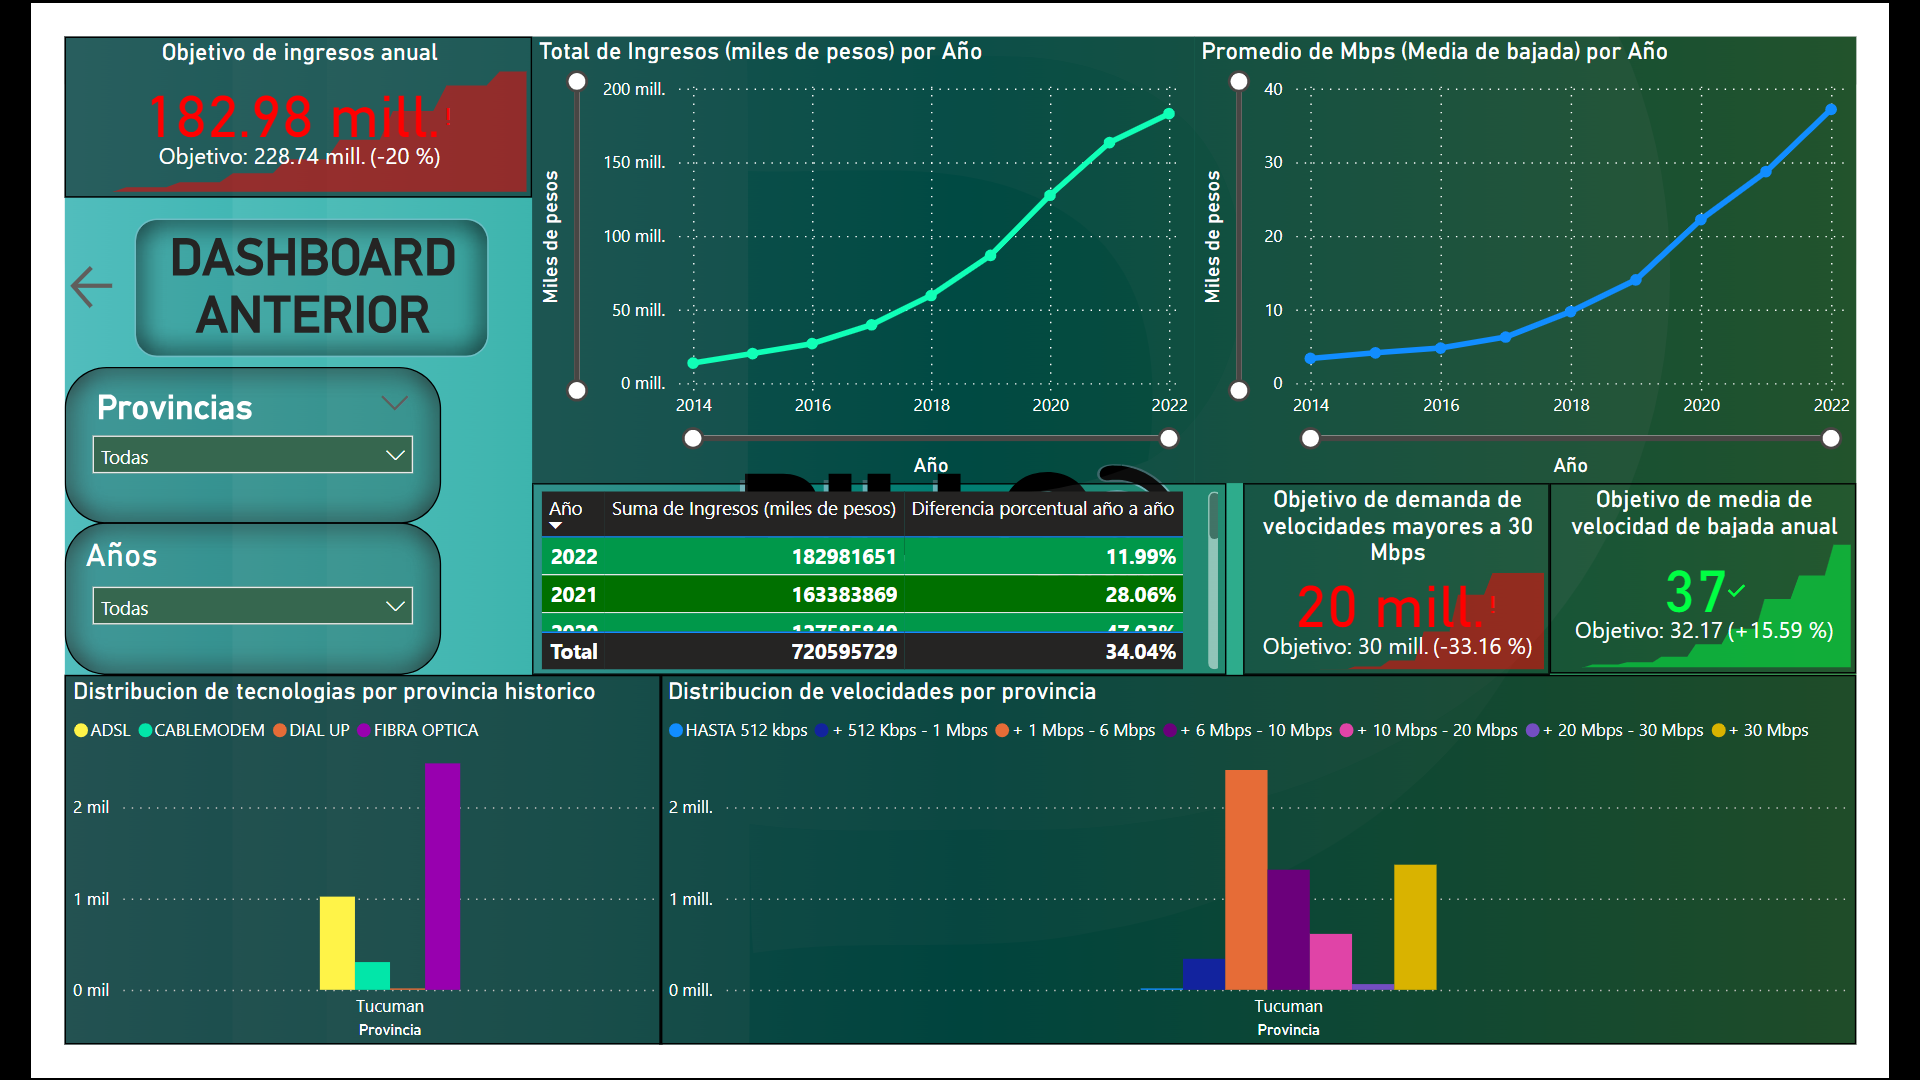 Objetivo de ingresos anual
182.98 mill.!
Objetivo: 228.74 mill. (-20 %)
Total de Ingresos (miles de pesos) por Año
Miles de pesos
200 mill.
150 mill.
100 mill.
50 mill.
0 mill.
2014 2016 2018 2020 2022
Año
Promedio de Mbps (Media de bajada) por Año
Miles de pesos
40
30
20
10
0
2014 2016 2018 2020 2022
Año
DASHBOARD
ANTERIOR
Provincias
Todas
Años
Todas
Año Suma de Ingresos (miles de pesos) Diferencia porcentual año a año
2022 182981651 11.99%
2021 163383869 28.06%
Total 720595729 34.04%
Objetivo de demanda de
velocidades mayores a 30
Mbps
20 mill.!
Objetivo: 30 mill. (-33.16 %)
Objetivo de media de
velocidad de bajada anual
37
Objetivo: 32.17 (+15.59 %)
Distribucion de tecnologias por provincia historico
ADSL CABLEMODEM DIAL UP FIBRA OPTICA
2 mil
1 mil
0 mil
Tucuman
Provincia
Distribucion de velocidades por provincia
HASTA 512 kbps + 512 Kbps - 1 Mbps + 1 Mbps - 6 Mbps + 6 Mbps - 10 Mbps + 10 Mbps - 20 Mbps + 20 Mbps - 30 Mbps + 30 Mbps
2 mill.
1 mill.
0 mill.
Tucuman
Provincia